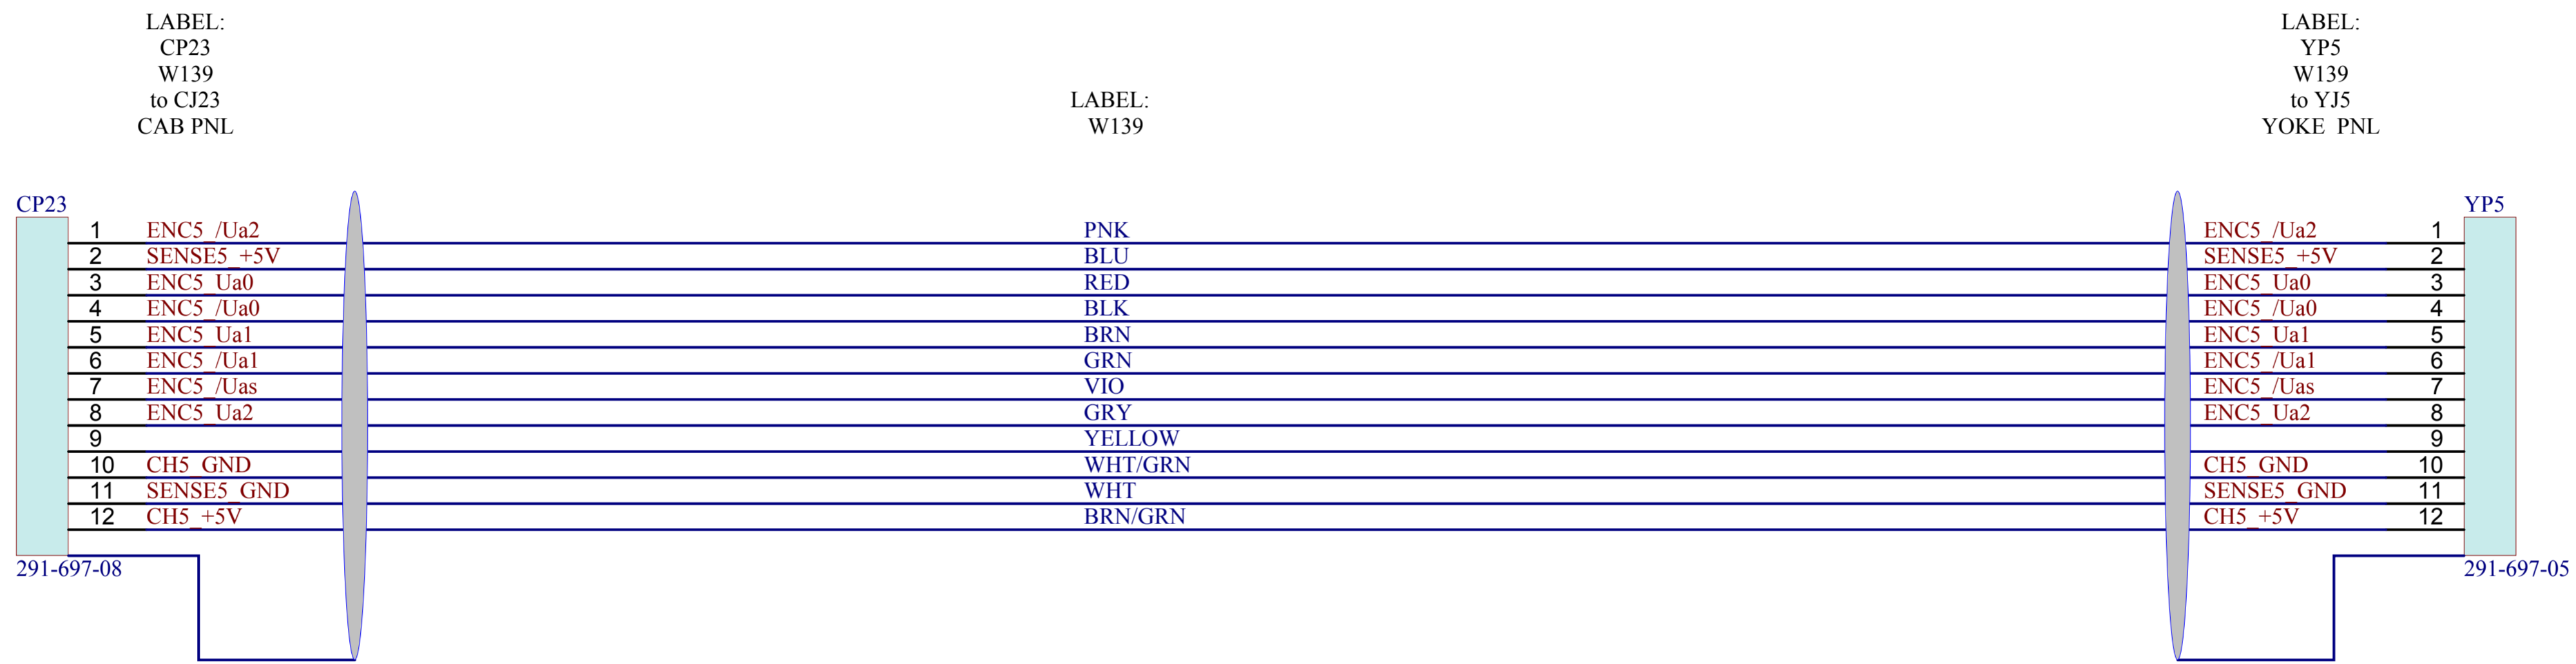 LABEL:
CP23
W139
to CJ23
CAB PNL
LABEL:
W139
LABEL:
YP5
W139
to YJ5
YOKE PNL
CP23
YP5
1 ENC5_/Ua2 PNK ENC5_/Ua2 1
2 SENSE5_+5V BLU SENSE5_+5V 2
3 ENC5_Ua0 RED ENC5_Ua0 3
4 ENC5_/Ua0 BLK ENC5_/Ua0 4
5 ENC5_Ua1 BRN ENC5_Ua1 5
6 ENC5_/Ua1 GRN ENC5_/Ua1 6
7 ENC5_/Uas VIO ENC5_/Uas 7
8 ENC5_Ua2 GRY ENC5_Ua2 8
9 YELLOW 9
10 CH5_GND WHT/GRN CH5_GND 10
11 SENSE5_GND WHT SENSE5_GND 11
12 CH5_+5V BRN/GRN CH5_+5V 12
291-697-08
291-697-05